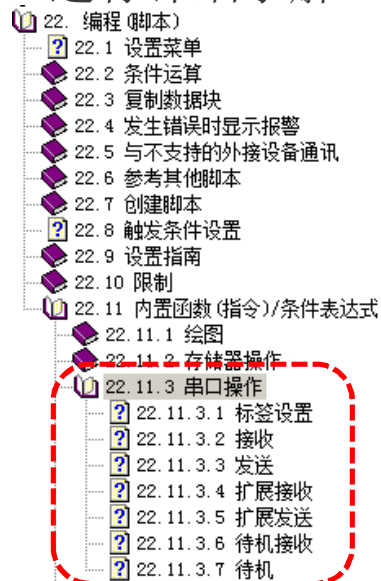 22. 编程(脚本)
22.1 设置菜单
22.2 条件运算
22.3 复制数据块
22.4 发生错误时显示报警
22.5 与不支持的外接设备通讯
22.6 参考其他脚本
22.7 创建脚本
22.8 触发条件设置
22.9 设置指南
22.10 限制
22.11 内置函数(指令)/条件表达式
22.11.1 绘图
22.11.2 存储器操作
22.11.3 串口操作
22.11.3.1 标签设置
22.11.3.2 接收
22.11.3.3 发送
22.11.3.4 扩展接收
22.11.3.5 扩展发送
22.11.3.6 待机接收
22.11.3.7 待机